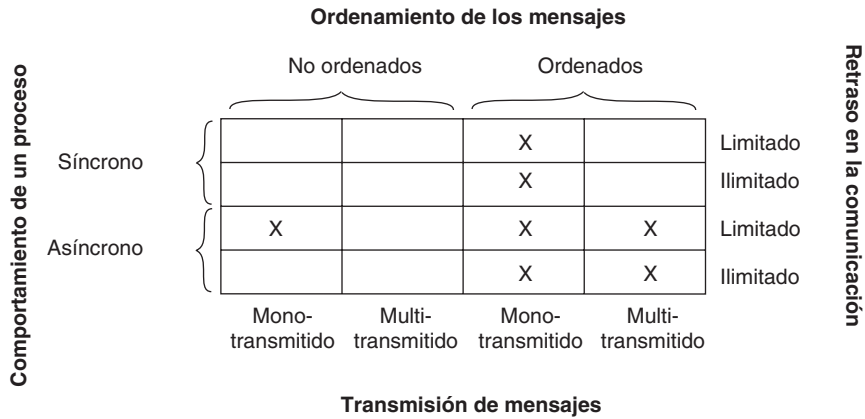 Ordenamiento de los mensajes
No ordenados Ordenados
Comportamiento de un proceso
Retraso en la comunicación
Síncrono
X Limitado
X Ilimitado
Asíncrono
X X X Limitado
X X Ilimitado
Mono- Multi- Mono- Multi-
transmitido transmitido transmitido transmitido
Transmisión de mensajes